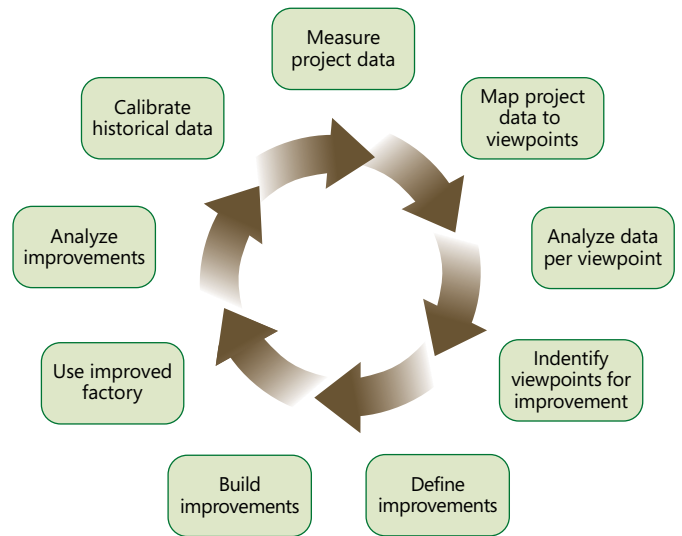 Measure
project data
Map project
data to
viewpoints
Analyze data
per viewpoint
Indentify
viewpoints for
improvement
Define
improvements
Build
improvements
Use improved
factory
Analyze
improvements
Calibrate
historical data